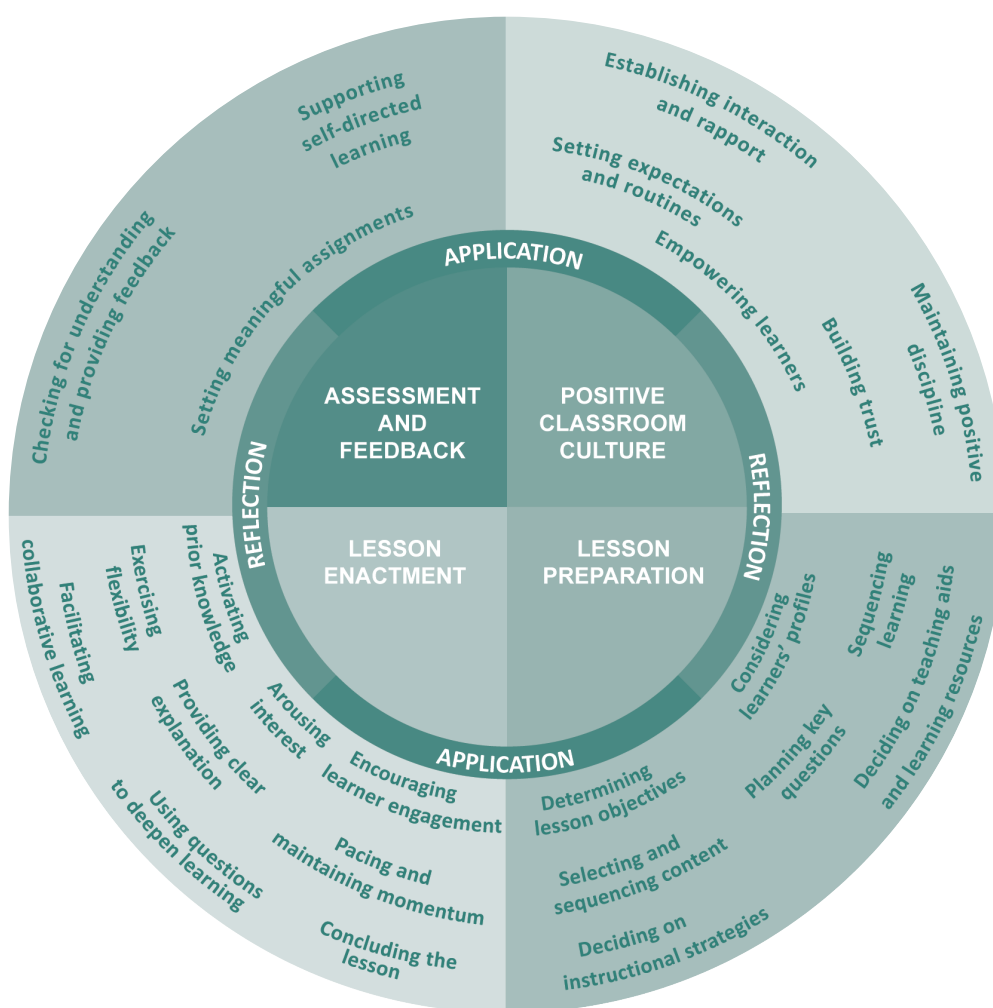 Supporting
self-directed
learning
Setting meaningful assignments
Checking for understanding
and providing feedback
Establishing interaction
and rapport
Setting expectations
and routines
Empowering learners
Building trust
Maintaining positive
discipline
APPLICATION
REFLECTION
REFLECTION
APPLICATION
ASSESSMENT
AND
FEEDBACK
POSITIVE
CLASSROOM
CULTURE
LESSON
ENACTMENT
LESSON
PREPARATION
Activating
prior knowledge
Exercising
flexibility
Facilitating
collaborative learning
Arousing
interest
Providing clear
explanation
Encouraging
learner engagement
Using questions
to deepen learning
Pacing and
maintaining momentum
Concluding the
lesson
Considering
learners’ profiles
Sequencing
learning
Deciding on teaching aids
and learning resources
Planning key
questions
Determining
lesson objectives
Selecting and
sequencing content
Deciding on
instructional strategies